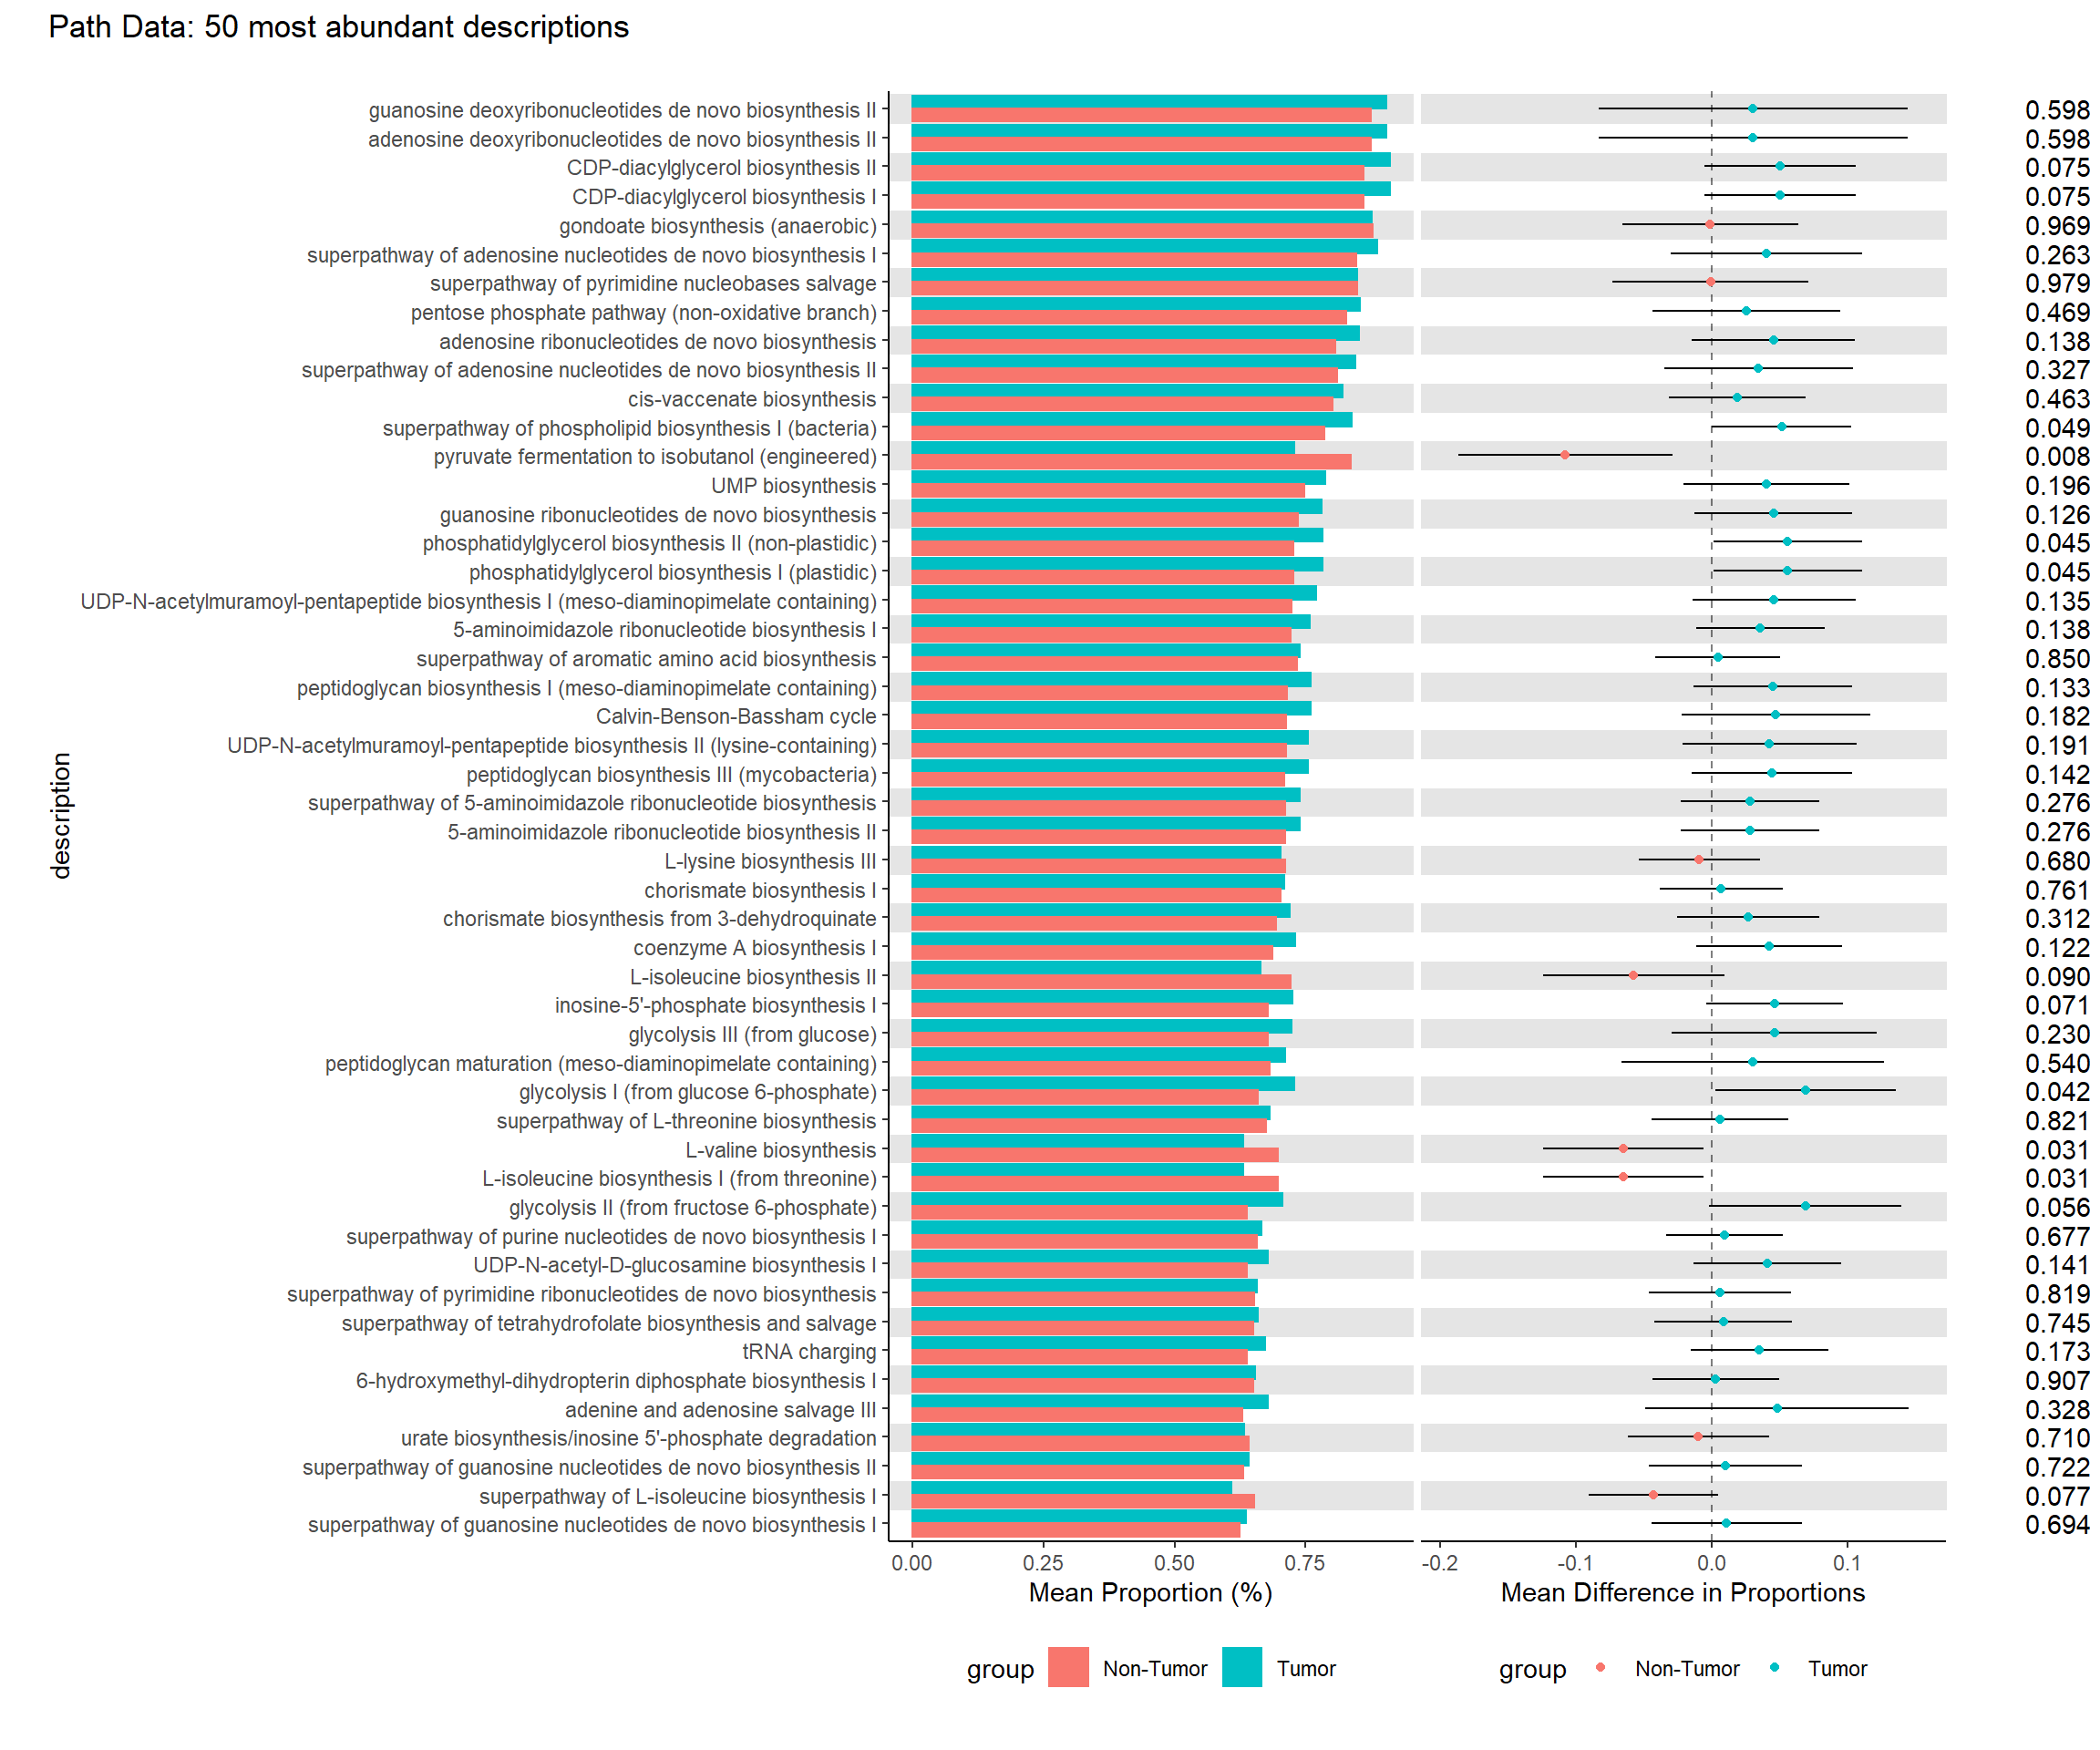 Path Data: 50 most abundant descriptions
guanosine deoxyribonucleotides de novo biosynthesis II 0.598
adenosine deoxyribonucleotides de novo biosynthesis II 0.598
CDP-diacylglycerol biosynthesis II 0.075
CDP-diacylglycerol biosynthesis I 0.075
gondoate biosynthesis (anaerobic) 0.969
superpathway of adenosine nucleotides de novo biosynthesis I 0.263
superpathway of pyrimidine nucleobases salvage 0.979
pentose phosphate pathway (non-oxidative branch) 0.469
adenosine ribonucleotides de novo biosynthesis 0.138
superpathway of adenosine nucleotides de novo biosynthesis II 0.327
cis-vaccenate biosynthesis 0.463
superpathway of phospholipid biosynthesis I (bacteria) 0.049
pyruvate fermentation to isobutanol (engineered) 0.008
UMP biosynthesis 0.196
guanosine ribonucleotides de novo biosynthesis 0.126
phosphatidylglycerol biosynthesis II (non-plastidic) 0.045
phosphatidylglycerol biosynthesis I (plastidic) 0.045
UDP-N-acetylmuramoyl-pentapeptide biosynthesis I (meso-diaminopimelate containing) 0.135
5-aminoimidazole ribonucleotide biosynthesis I 0.138
superpathway of aromatic amino acid biosynthesis 0.850
peptidoglycan biosynthesis I (meso-diaminopimelate containing) 0.133
Calvin-Benson-Bassham cycle 0.182
UDP-N-acetylmuramoyl-pentapeptide biosynthesis II (lysine-containing) 0.191
peptidoglycan biosynthesis III (mycobacteria) 0.142
superpathway of 5-aminoimidazole ribonucleotide biosynthesis 0.276
5-aminoimidazole ribonucleotide biosynthesis II 0.276
L-lysine biosynthesis III 0.680
chorismate biosynthesis I 0.761
chorismate biosynthesis from 3-dehydroquinate 0.312
coenzyme A biosynthesis I 0.122
L-isoleucine biosynthesis II 0.090
inosine-5'-phosphate biosynthesis I 0.071
glycolysis III (from glucose) 0.230
peptidoglycan maturation (meso-diaminopimelate containing) 0.540
glycolysis I (from glucose 6-phosphate) 0.042
superpathway of L-threonine biosynthesis 0.821
L-valine biosynthesis 0.031
L-isoleucine biosynthesis I (from threonine) 0.031
glycolysis II (from fructose 6-phosphate) 0.056
superpathway of purine nucleotides de novo biosynthesis I 0.677
UDP-N-acetyl-D-glucosamine biosynthesis I 0.141
superpathway of pyrimidine ribonucleotides de novo biosynthesis 0.819
superpathway of tetrahydrofolate biosynthesis and salvage 0.745
tRNA charging 0.173
6-hydroxymethyl-dihydropterin diphosphate biosynthesis I 0.907
adenine and adenosine salvage III 0.328
urate biosynthesis/inosine 5'-phosphate degradation 0.710
superpathway of guanosine nucleotides de novo biosynthesis II 0.722
superpathway of L-isoleucine biosynthesis I 0.077
superpathway of guanosine nucleotides de novo biosynthesis I 0.694
description
0.00 0.25 0.50 0.75 -0.2 -0.1 0.0 0.1
Mean Proportion (%) Mean Difference in Proportions
group Non-Tumor Tumor group Non-Tumor Tumor